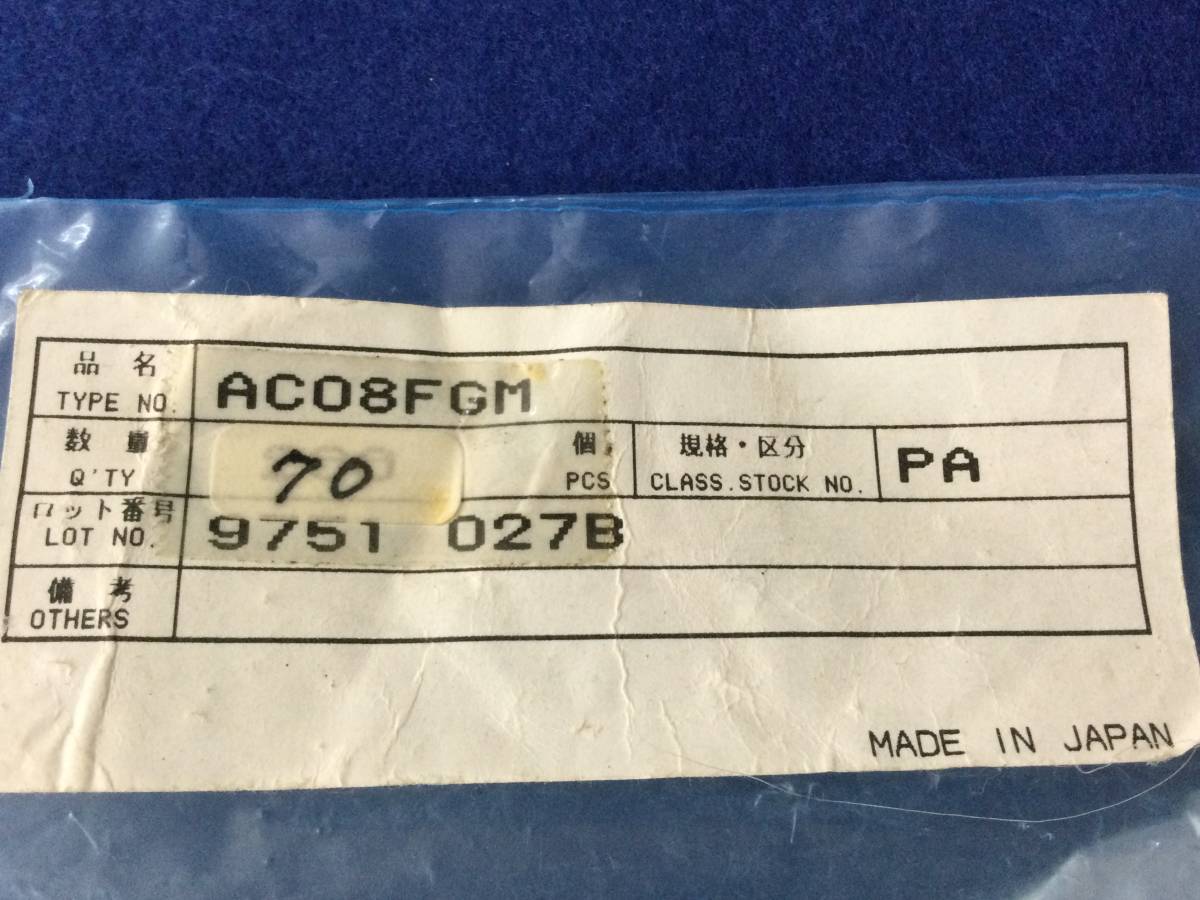 品名 AC08FGM
TYPE NO.
数量 70 個 規格・区分 PA
Q'TY PCS CLASS.STOCK NO.
ロット番号 9751 027B
LOT NO.
備考
OTHERS
MADE IN JAPAN